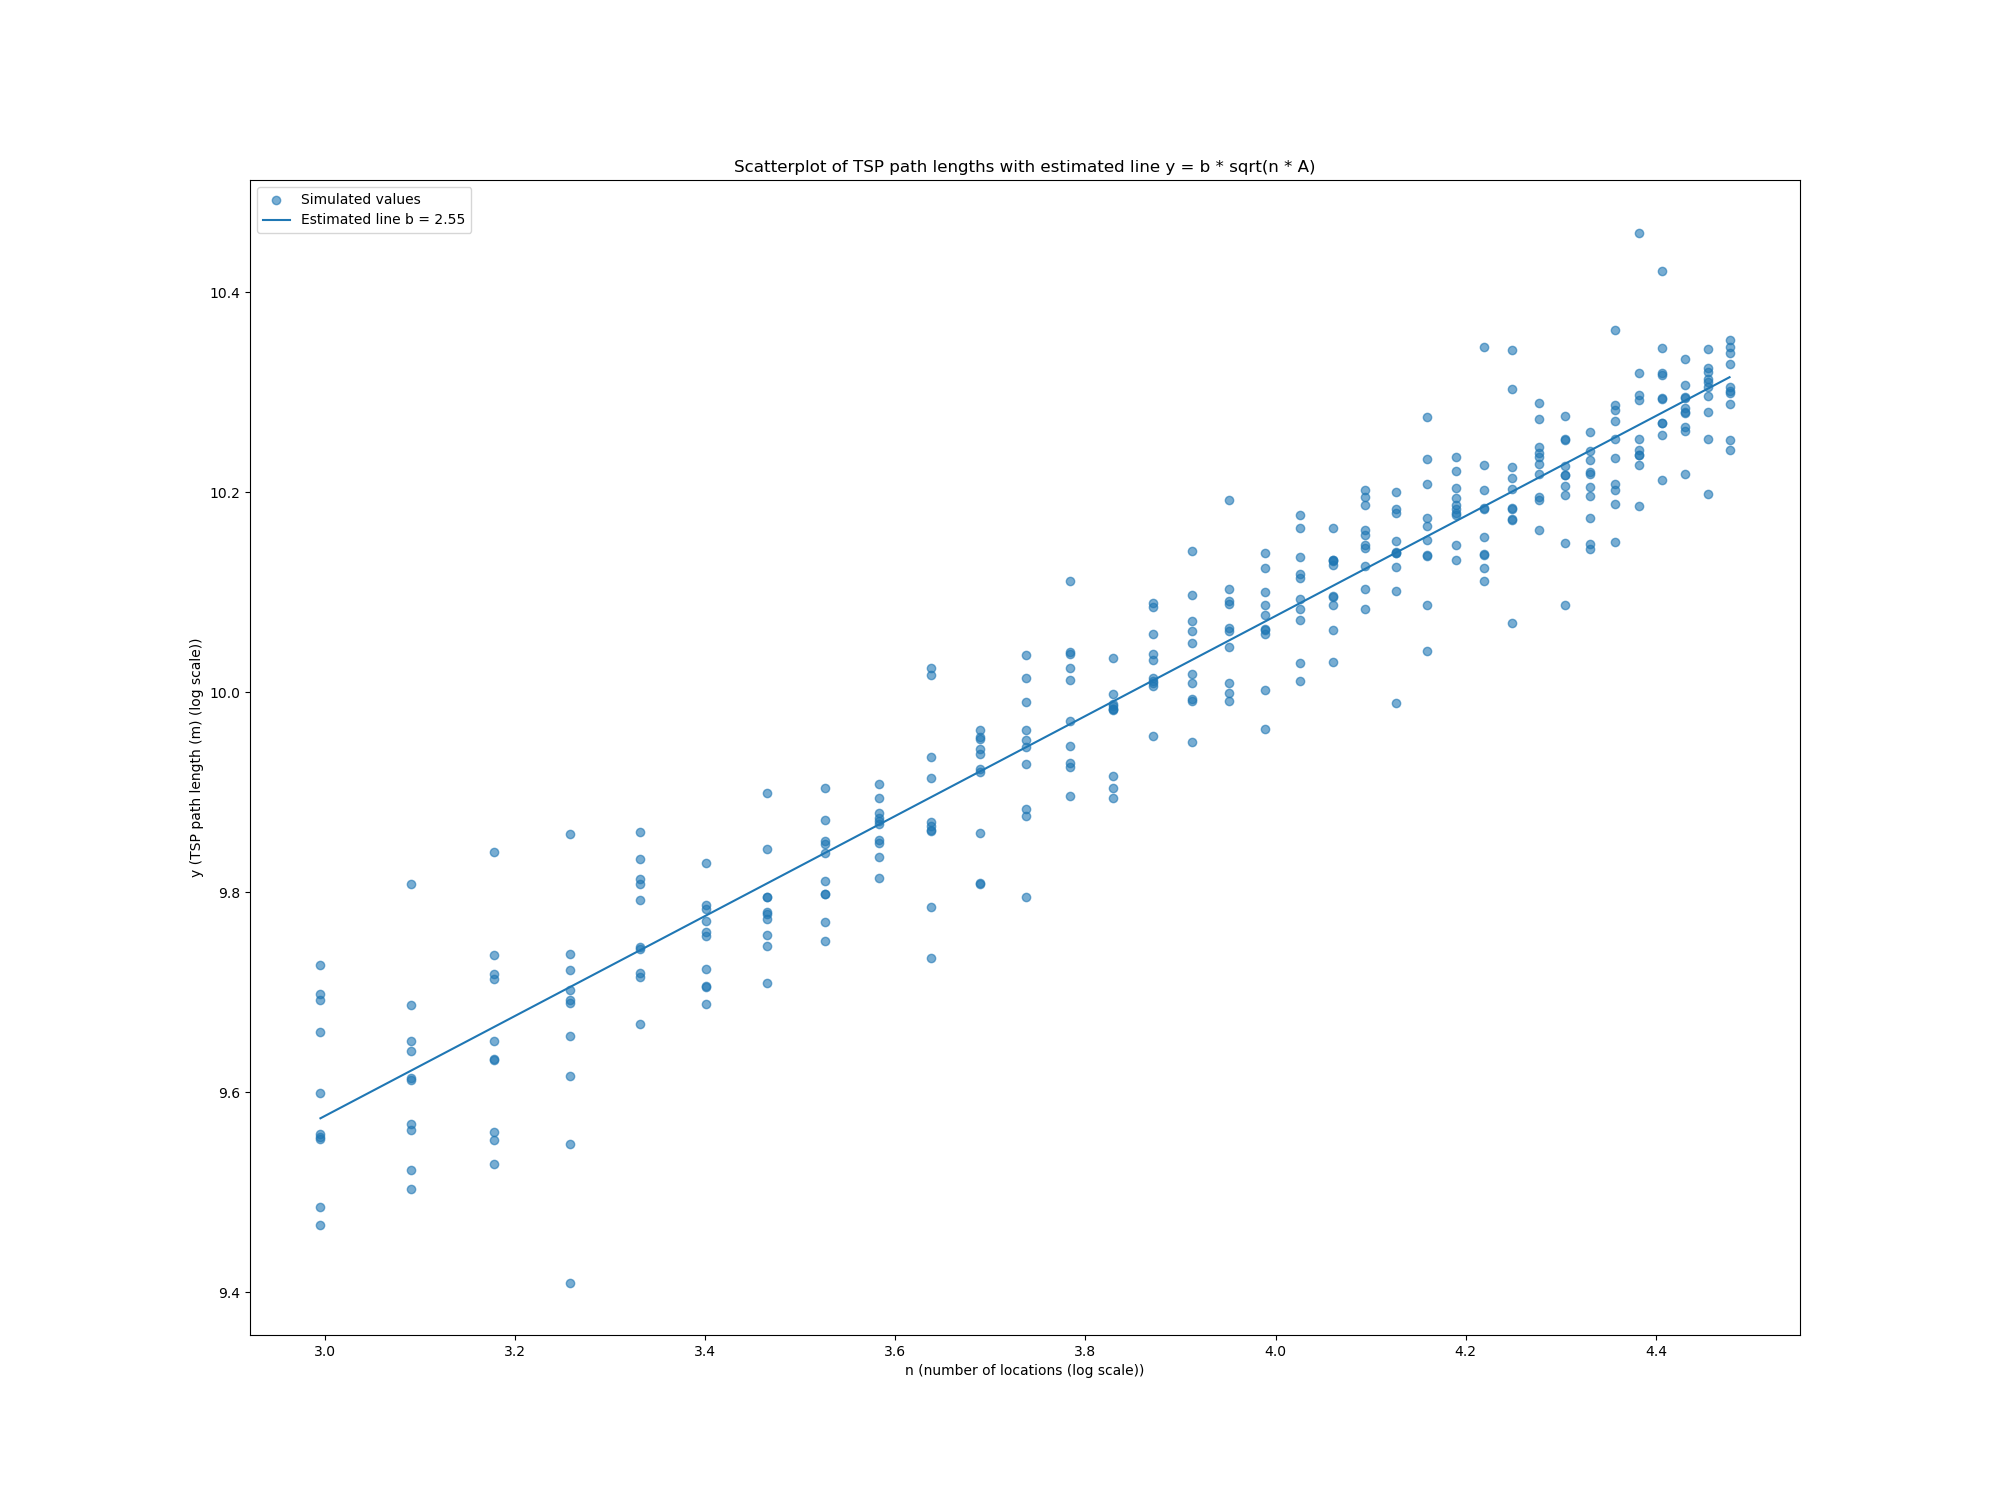 Scatterplot of TSP path lengths with estimated line y = b * sqrt(n * A)
Simulated values
Estimated line b = 2.55
10.4
10.2
10.0
9.8
9.6
9.4
y (TSP path length (m) (log scale))
3.0 3.2 3.4 3.6 3.8 4.0 4.2 4.4
n (number of locations (log scale))